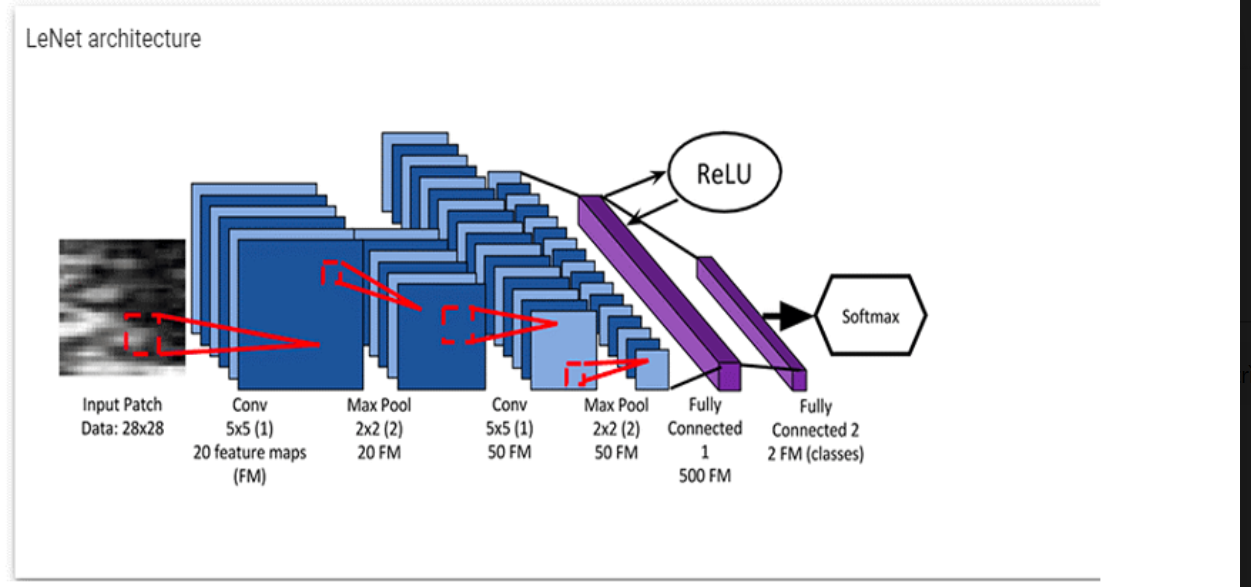 LeNet architecture
ReLU
Softmax
Input Patch
Data: 28x28
Conv
5x5 (1)
20 feature maps
(FM)
Max Pool
2x2 (2)
20 FM
Conv
5x5 (1)
50 FM
Max Pool
2x2 (2)
50 FM
Fully
Connected
1
500 FM
Fully
Connected 2
2 FM (classes)